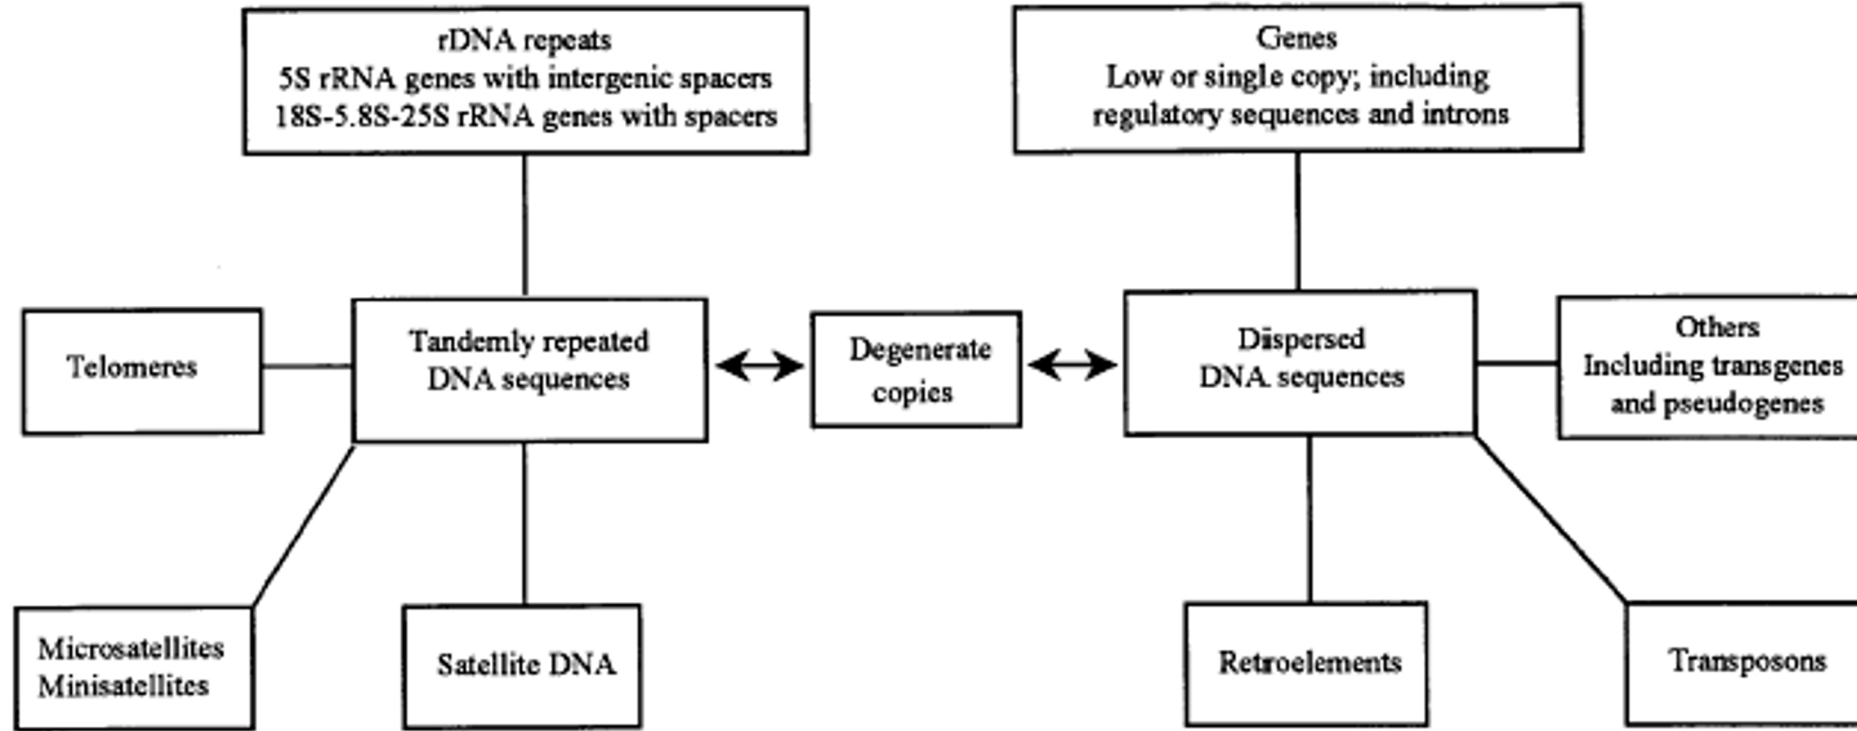 rDNA repeats
5S rRNA genes with intergenic spacers
18S-5.8S-25S rRNA genes with spacers
Genes
Low or single copy; including
regulatory sequences and introns
Telomeres
Tandemly repeated
DNA sequences
Degenerate
copies
Dispersed
DNA sequences
Others
Including transgenes
and pseudogenes
Microsatellites
Minisatellites
Satellite DNA
Retroelements
Transposons